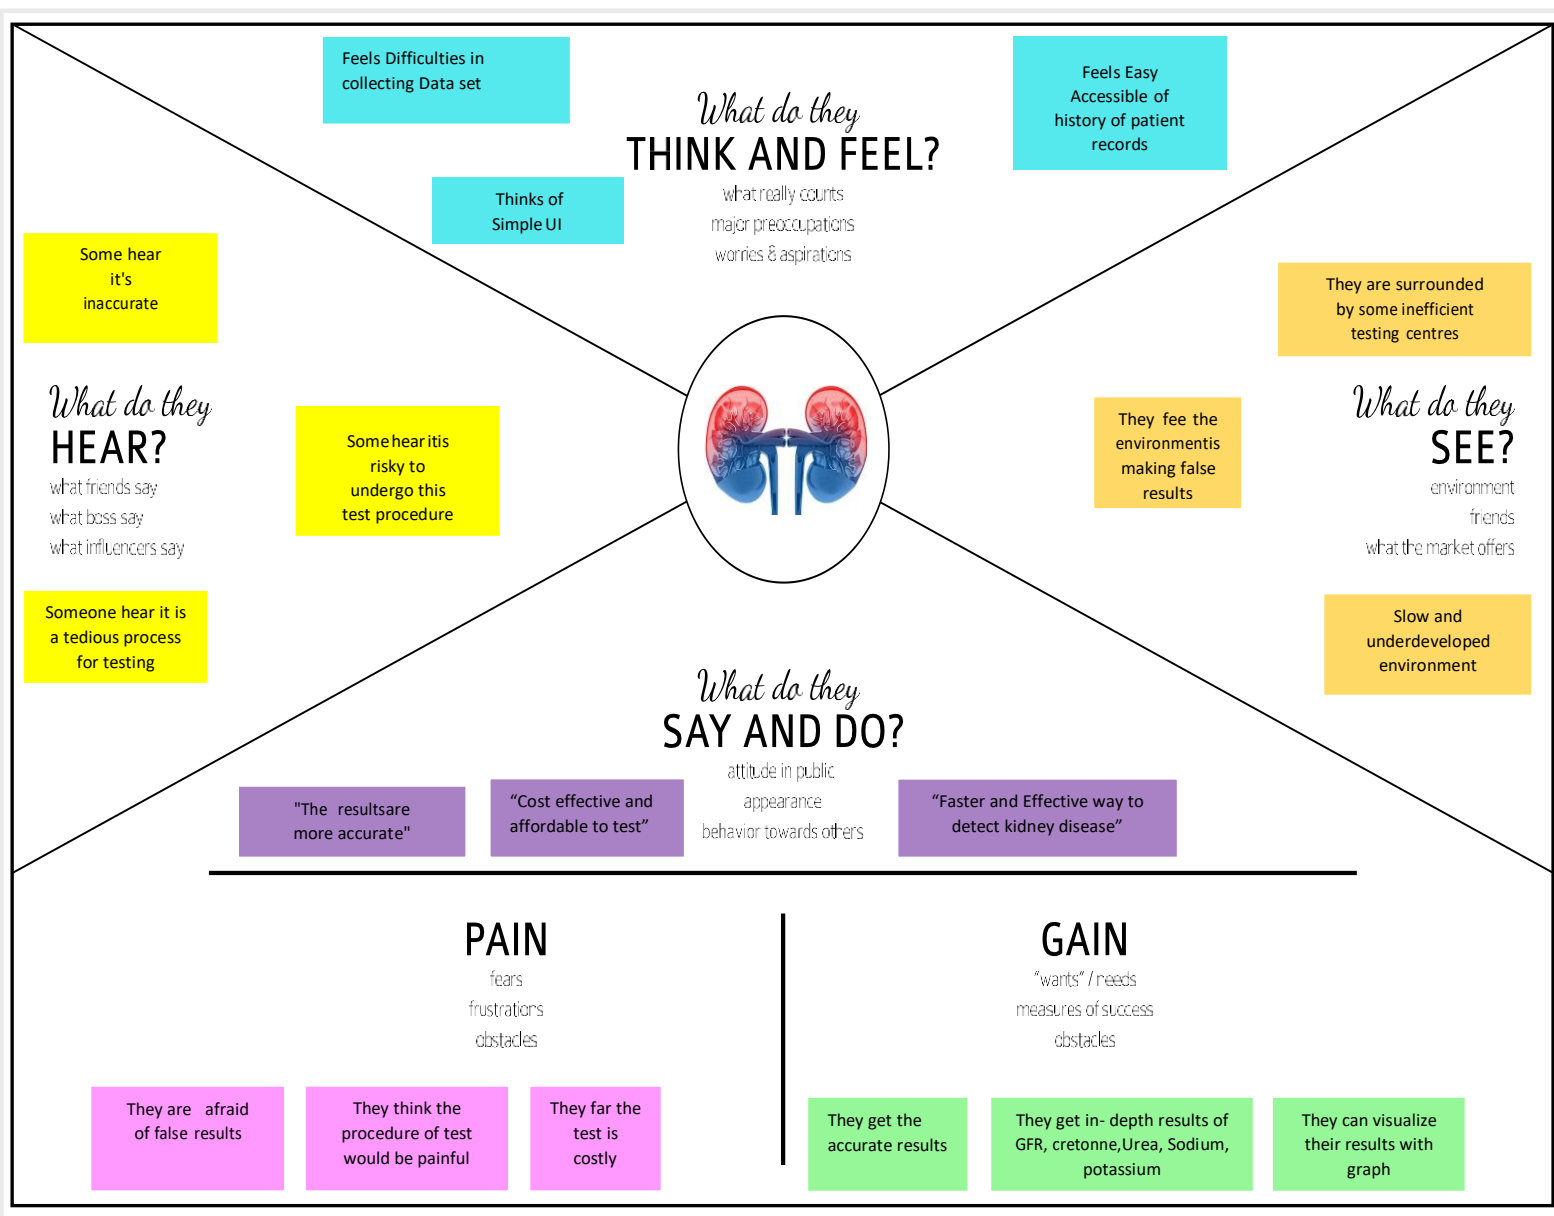 Feels Difficulties in
collecting Data set
What do they
THINK AND FEEL?
what really counts
major preoccupations
worries & aspirations
Feels Easy
Accessible of
history of patient
records
Thinks of
Simple UI
Some hear
it's
inaccurate
What do they
HEAR?
what friends say
what boss say
what influencers say
Some hear itis
risky to
undergo this
test procedure
Someone hear it is
a tedious process
for testing
They are surrounded
by some inefficient
testing centres
They fee the
environmentis
making false
results
What do they
SEE?
environment
friends
what the market offers
Slow and
underdeveloped
environment
What do they
SAY AND DO?
attitude in public
appearance
behavior towards others
"The resultsare
more accurate"
“Cost effective and
affordable to test”
“Faster and Effective way to
detect kidney disease”
PAIN
fears
frustrations
obstacles
They are afraid
of false results
They think the
procedure of test
would be painful
They far the
test is
costly
GAIN
“wants” / needs
measures of success
obstacles
They get the
accurate results
They get in- depth results of
GFR, cretonne,Urea, Sodium,
potassium
They can visualize
their results with
graph